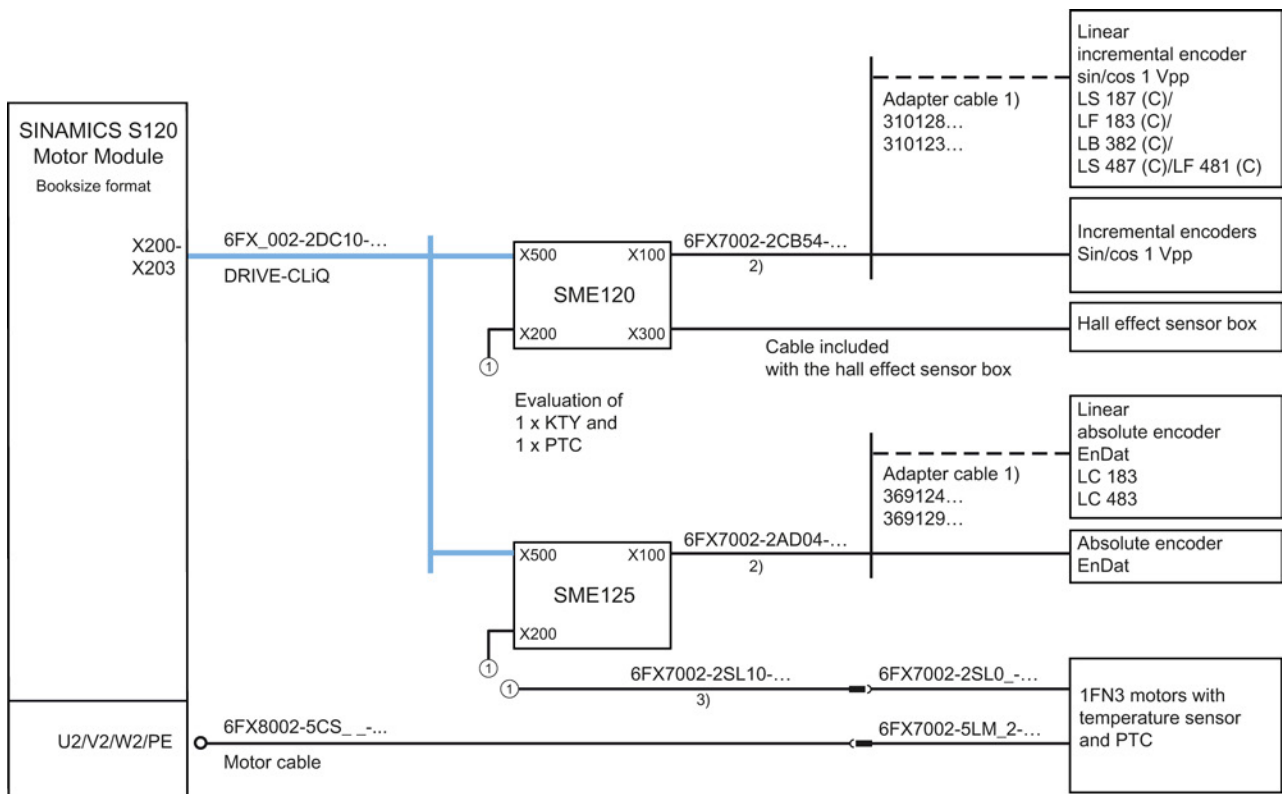 SINAMICS S120
Motor Module
Booksize format
X200-
X203
6FX_002-2DC10-...
DRIVE-CLiQ
X500
X100
SME120
X200
X300
1
6FX7002-2CB54-...
2)
Adapter cable 1)
310128...
310123...
Linear
incremental encoder
sin/cos 1 Vpp
LS 187 (C)/
LF 183 (C)/
LB 382 (C)/
LS 487 (C)/LF 481 (C)
Incremental encoders
Sin/cos 1 Vpp
Hall effect sensor box
Cable included
with the hall effect sensor box
Evaluation of
1 x KTY and
1 x PTC
Adapter cable 1)
369124...
369129...
Linear
absolute encoder
EnDat
LC 183
LC 483
X500
X100
SME125
X200
1
6FX7002-2AD04-...
2)
Absolute encoder
EnDat
1
6FX7002-2SL10-...
3)
6FX7002-2SL0_-...
1FN3 motors with
temperature sensor
and PTC
U2/V2/W2/PE
6FX8002-5CS_ _-...
Motor cable
6FX7002-5LM_2-...